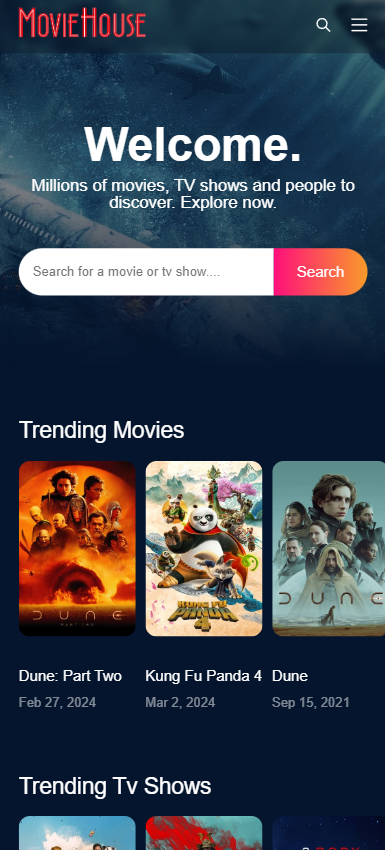 MOVIEHOUSE
Welcome.
Millions of movies, TV shows and people to
discover. Explore now.
Search for a movie or tv show....
Search
Trending Movies
DUNE
PART TWO
KUNG FU
PANDA
4
DUNE
Dune: Part Two
Kung Fu Panda 4
Dune
Feb 27, 2024
Mar 2, 2024
Sep 15, 2021
Trending Tv Shows